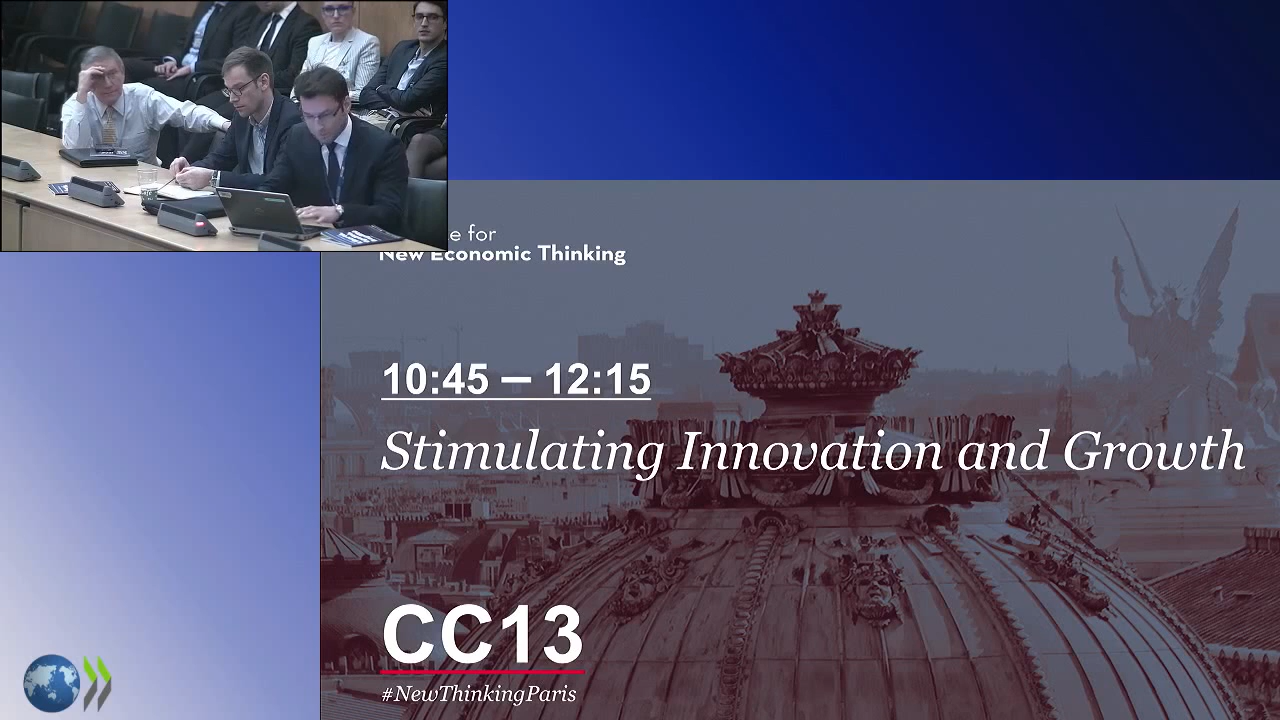 e for
New Economic Thinking
10:45 – 12:15
Stimulating Innovation and Growth
CC13
#NewThinkingParis